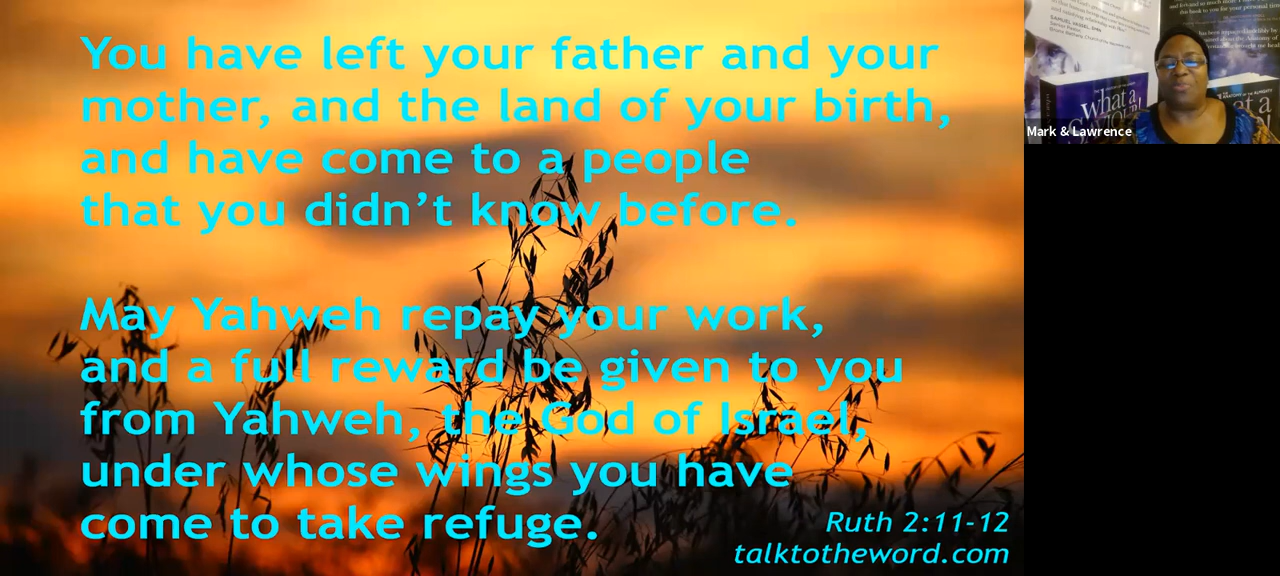 You have left your father and your
mother, and the land of your birth,
and have come to a people
that you didn’t know before.
May Yahweh repay your work,
and a full reward be given to you
from Yahweh, the God of Israel,
under whose wings you have
come to take refuge.
Ruth 2:11-12
talktotheword.com
Mark & Lawrence
what a